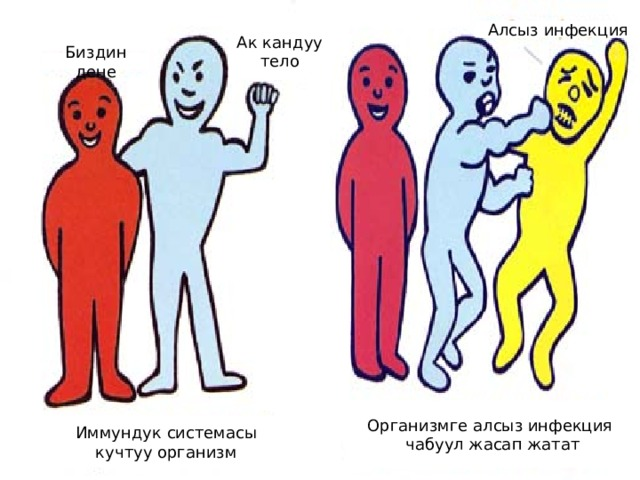 Биздин
дене
Ак кандуу
тело
Алсыз инфекция
Иммундук системасы
кучтуу организм
Организмге алсыз инфекция
чабуул жасап жатат